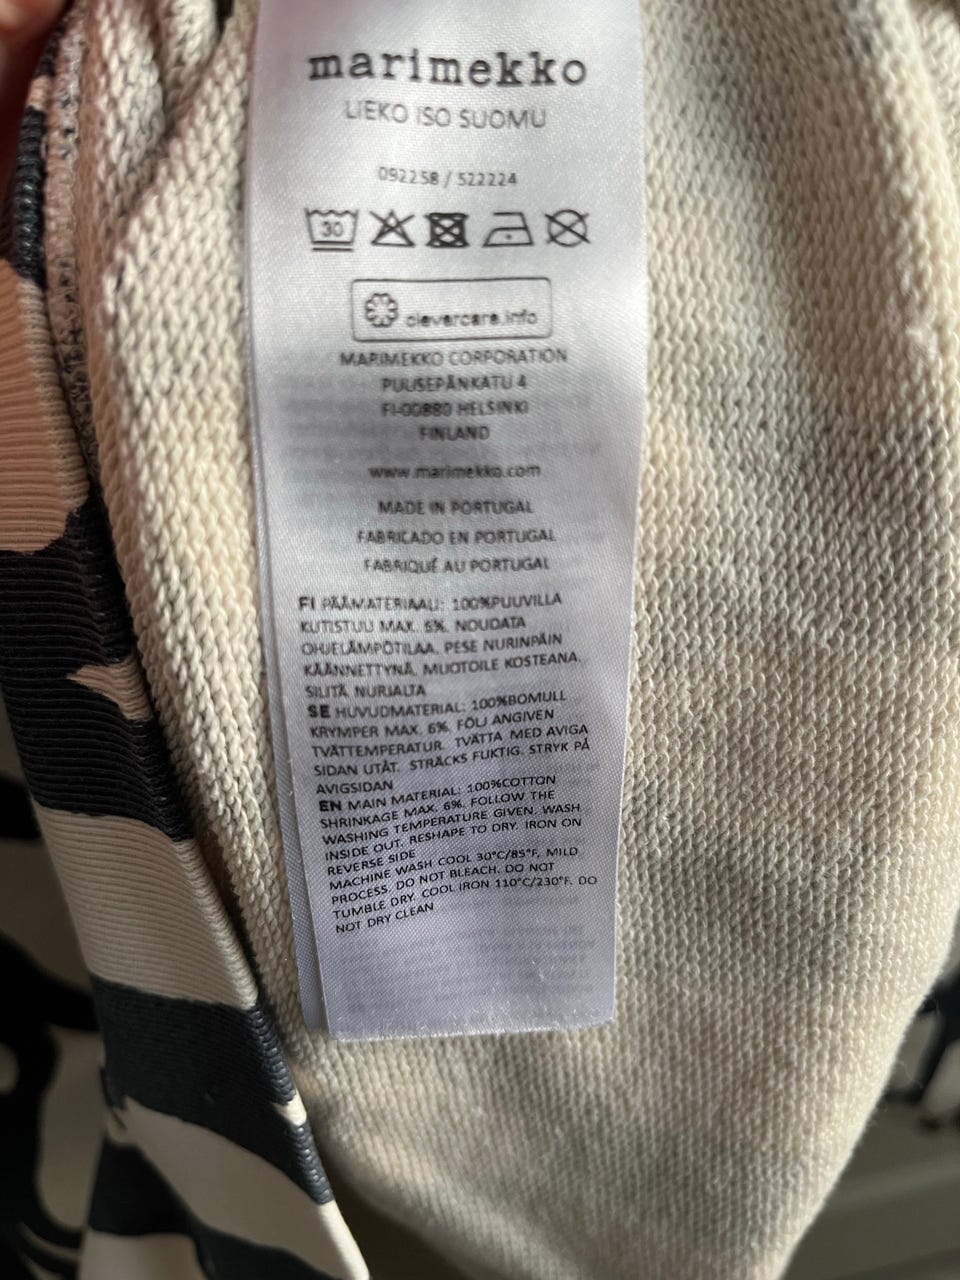 marimekko
LIEKO ISO SUOMU
092258 / 522224
30
clevercare.info
MARIMEKKO CORPORATION
PUUSEPÄNKATU 4
FI-00880 HELSINKI
FINLAND
www.marimekko.com
MADE IN PORTUGAL
FABRICADO EN PORTUGAL
FABRIQUÉ AU PORTUGAL
FI PÄÄMATERIAALI: 100%PUUVILLA
KUTISTUU MAX. 6%. NOUDATA
OHJELÄMPÖTILAA. PESE NURINPÄIN
KÄÄNNETTYNÄ. MUOTOILE KOSTEANA.
SILITÄ NURJALTA
SE HUVUDMATERIAL: 100%BOMULL
KRYMPER MAX. 6%. FÖLJ ANGIVEN
TVÄTTEMPERATUR. TVÄTTA MED AVIGA
SIDAN UTÅT. STRÄCKS FUKTIG. STRYK PÅ
AVIGSIDAN
EN MAIN MATERIAL: 100%COTTON
SHRINKAGE MAX. 6%. FOLLOW THE
WASHING TEMPERATURE GIVEN. WASH
INSIDE OUT. RESHAPE TO DRY. IRON ON
REVERSE SIDE
MACHINE WASH COOL 30°C/85°F, MILD
PROCESS. DO NOT BLEACH. DO NOT
TUMBLE DRY. COOL IRON 110°C/230°F. DO
NOT DRY CLEAN